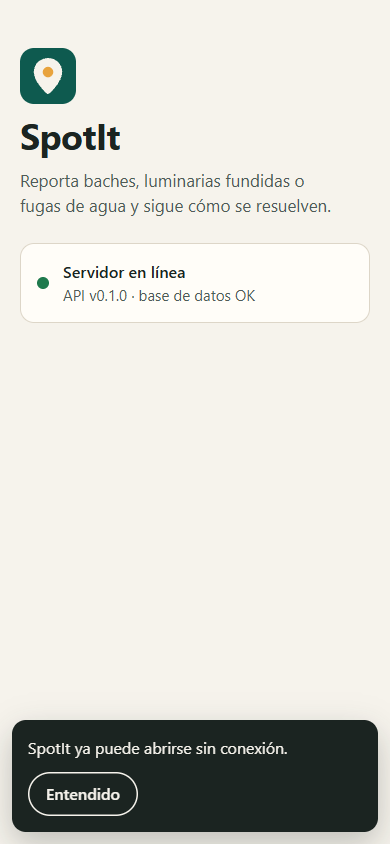 SpotIt
Reporta baches, luminarias fundidas o
fugas de agua y sigue cómo se resuelven.
Servidor en línea
API v0.1.0 · base de datos OK
SpotIt ya puede abrirse sin conexión.
Entendido